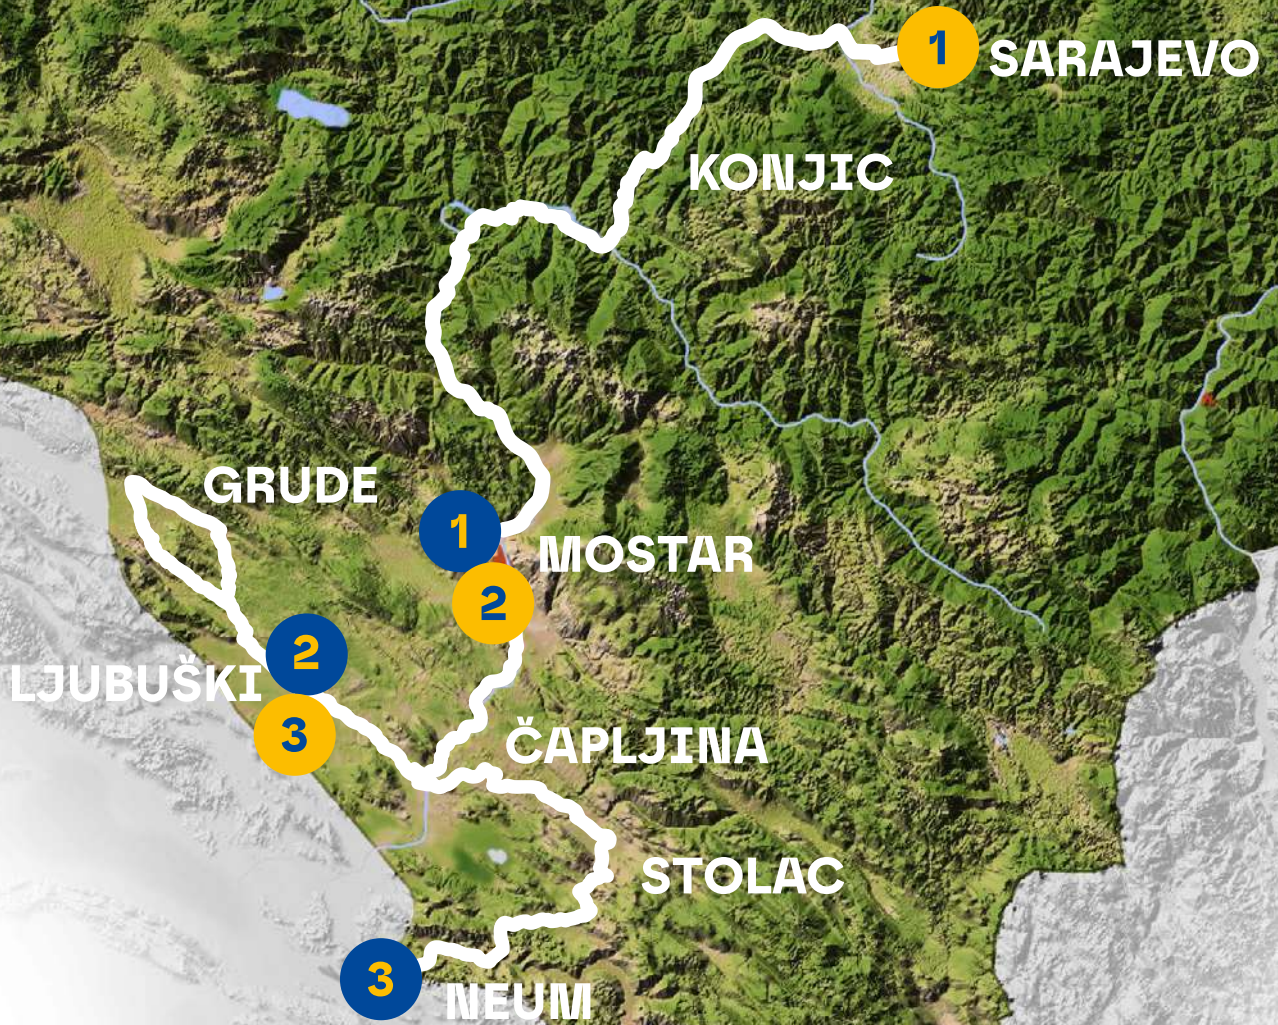 1 SARAJEVO
KONJIC
GRUDE
1
MOSTAR
2
2
LJUBUŠKI
3
ČAPLJINA
STOLAC
3
NEUM